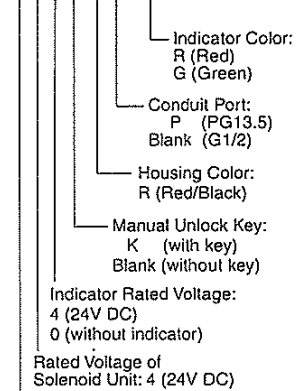 Indicator Color:
R (Red)
G (Green)
Conduit Port:
P (PG13.5)
Blank (G1/2)
Housing Color:
R (Red/Black)
Manual Unlock Key:
K (with key)
Blank (without key)
Indicator Rated Voltage:
4 (24V DC)
0 (without indicator)
Rated Voltage of
Solenoid Unit: 4 (24V DC)